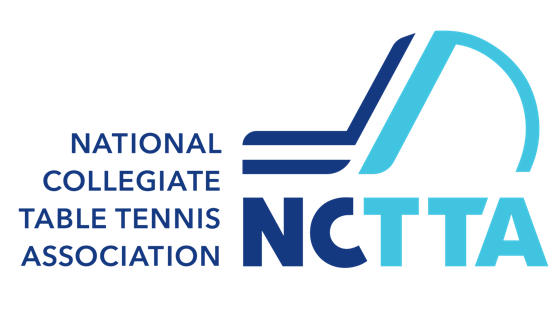 NATIONAL
COLLEGIATE
TABLE TENNIS
ASSOCIATION
NCTTA